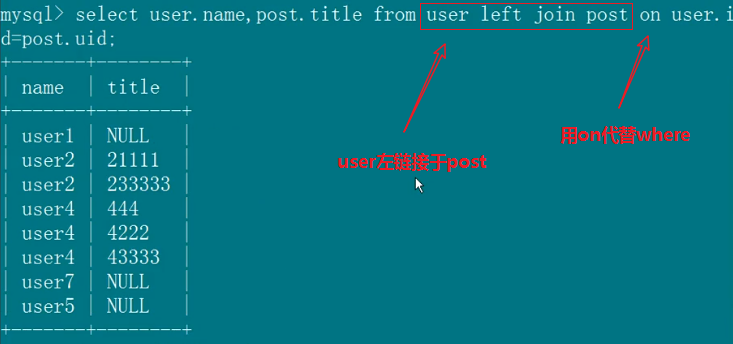 mysql> select user.name,post.title from user left join post on user.i
d=post.uid;
+-------+--------+
| name | title |
+-------+--------+
| user1 | NULL |
| user2 | 21111 |
| user2 | 233333 |
| user4 | 444 |
| user4 | 4222 |
| user4 | 43333 |
| user7 | NULL |
| user5 | NULL |
+-------+--------+
user左链接于post
用on代替where